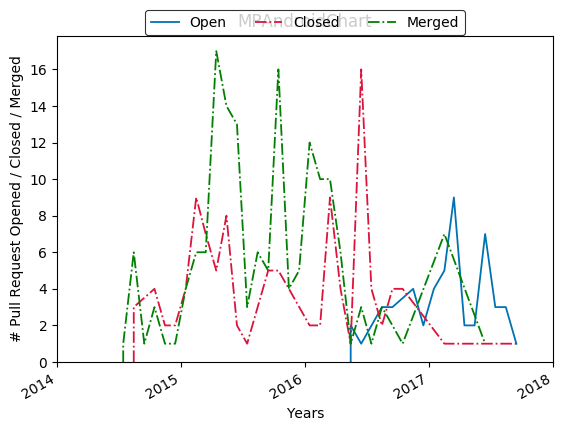 MPAndroidChart
Open Closed Merged
# Pull Request Opened / Closed / Merged
16
14
12
10
8
6
4
2
0
2014 2015 2016 2017 2018
Years